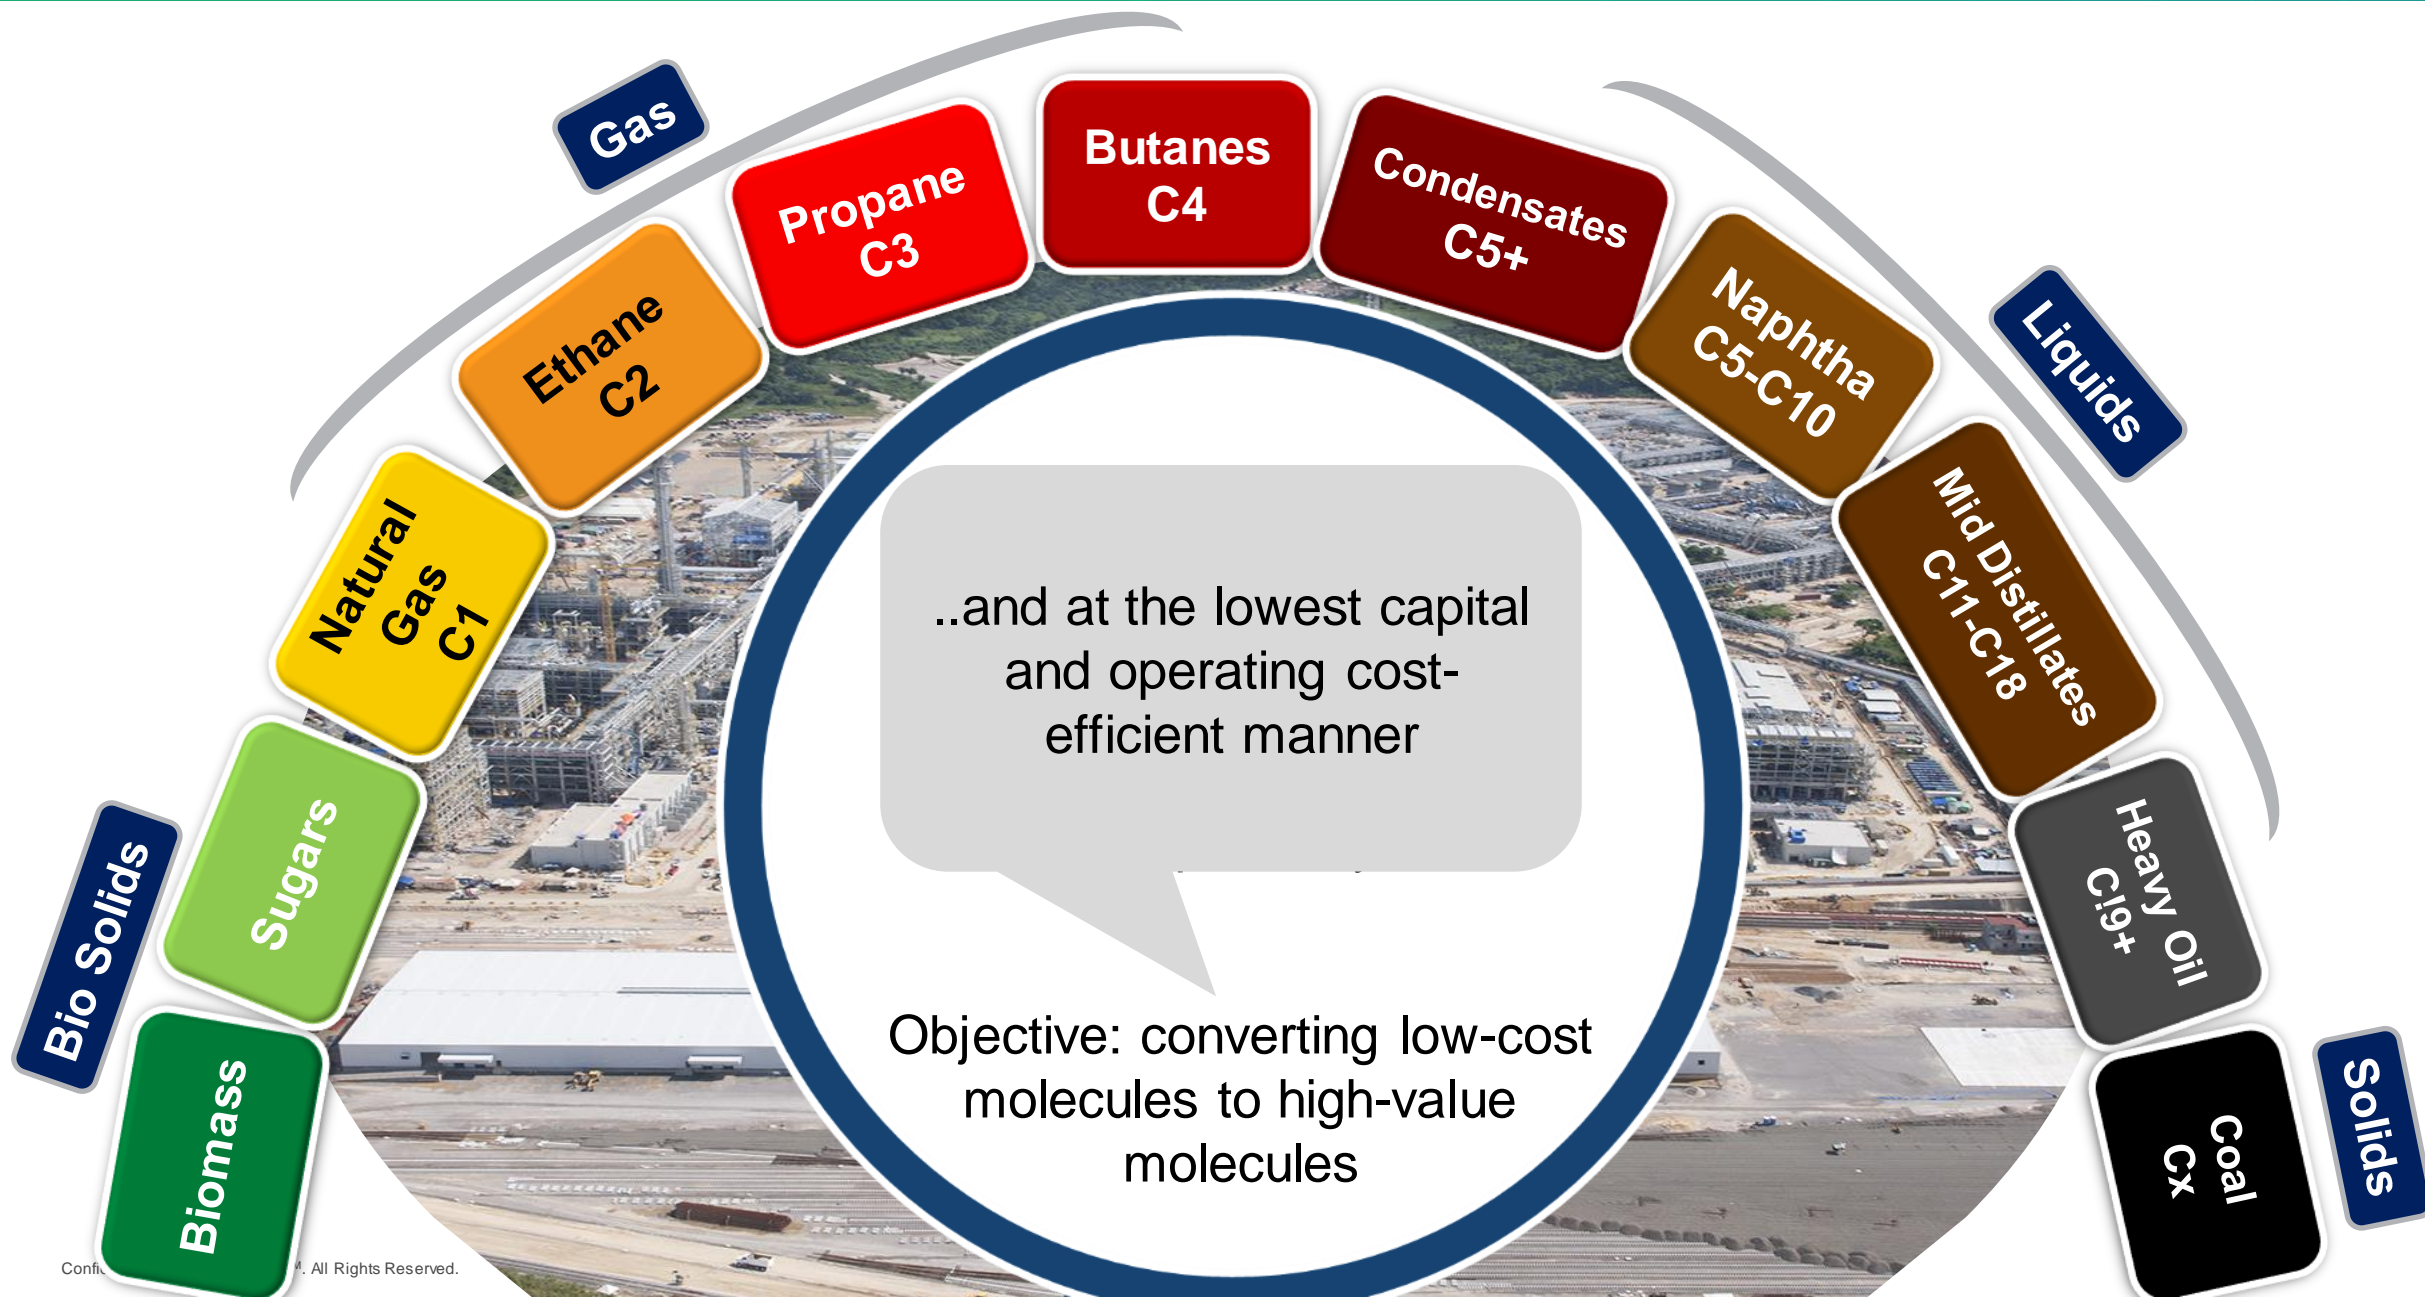 Gas
Butanes
C4
Propane
C3
Condensates
C5+
Ethane
C2
Naphtha
C5-C10
Liquids
Natural
Gas
C1
Mid Distillates
C11-C18
..and at the lowest capital
and operating cost-
efficient manner
Sugars
Bio Solids
Heavy Oil
C!9+
Objective: converting low-cost
molecules to high-value
molecules
Biomass
Coal
Cx
Solids
All Rights Reserved.